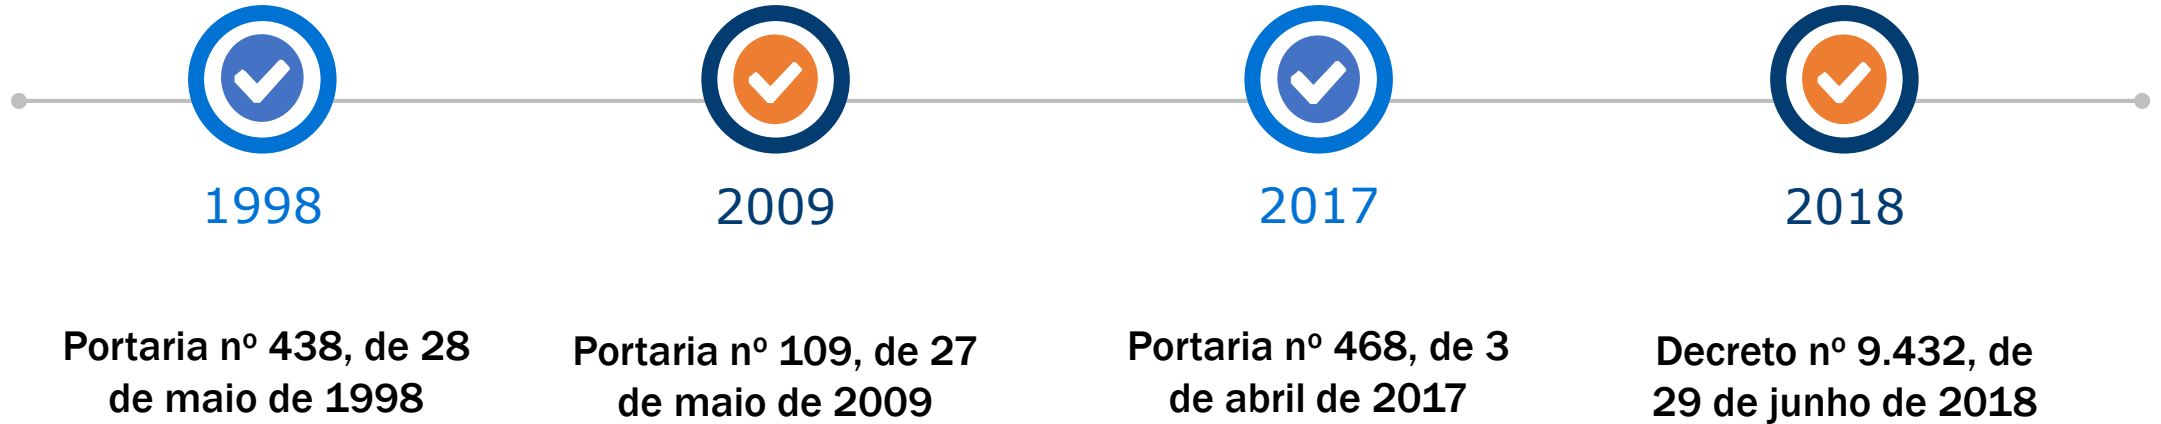 1998
2009
2017
2018
Portaria nº 438, de 28
de maio de 1998
Portaria nº 109, de 27
de maio de 2009
Portaria nº 468, de 3
de abril de 2017
Decreto nº 9.432, de
29 de junho de 2018